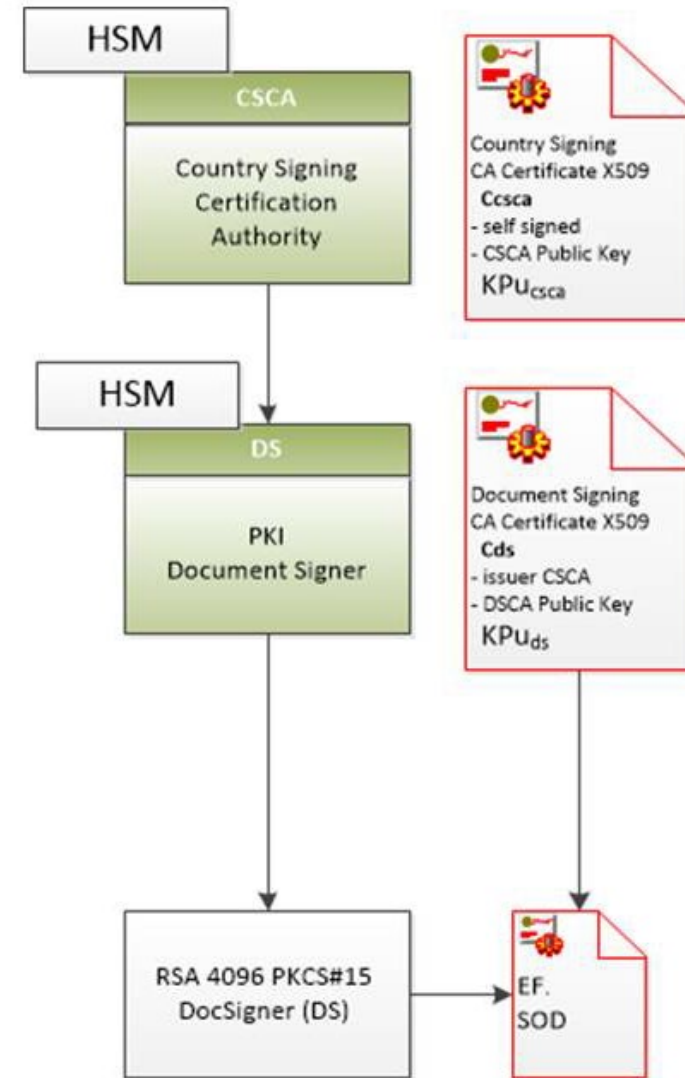 HSM
CSCA
Country Signing
Certification
Authority
Country Signing
CA Certificate X509
Ccsca
- self signed
- CSCA Public Key
KPucsca
HSM
DS
PKI
Document Signer
Document Signing
CA Certificate X509
Cds
- issuer CSCA
- DSCA Public Key
KPuds
RSA 4096 PKCS#15
DocSigner (DS)
EF.
SOD